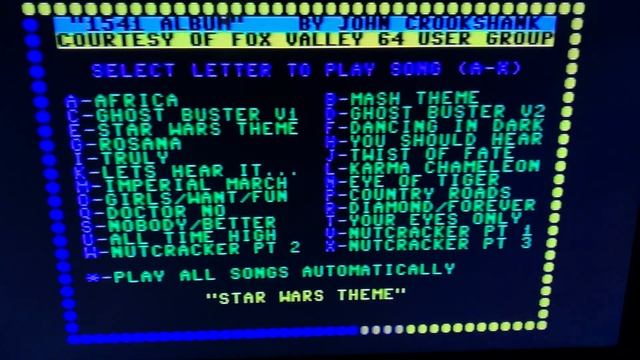 "1541 ALBUM" BY JOHN CROOKSHANK
COURTESY OF FOX VALLEY 64 USER GROUP
SELECT LETTER TO PLAY SONG (A-X)
A-AFRICA B-MASH THEME
C-GHOST BUSTER V1 D-GHOST BUSTER V2
E-STAR WARS THEME F-DANCING IN DARK
G-ROSANA H-YOU SHOULD HEAR
I-TRULY J-TWIST OF FATE
K-LETS HEAR IT... L-KARMA CHAMELEON
M-IMPERIAL MARCH N-EYE OF TIGER
O-GIRLS/WANT/FUN P-COUNTRY ROADS
Q-DOCTOR NO R-DIAMOND/FOREVER
S-NOBODY/BETTER T-YOUR EYES ONLY
U-ALL TIME HIGH V-NUTCRACKER PT 1
W-NUTCRACKER PT 2 X-NUTCRACKER PT 3
*-PLAY ALL SONGS AUTOMATICALLY
"STAR WARS THEME"